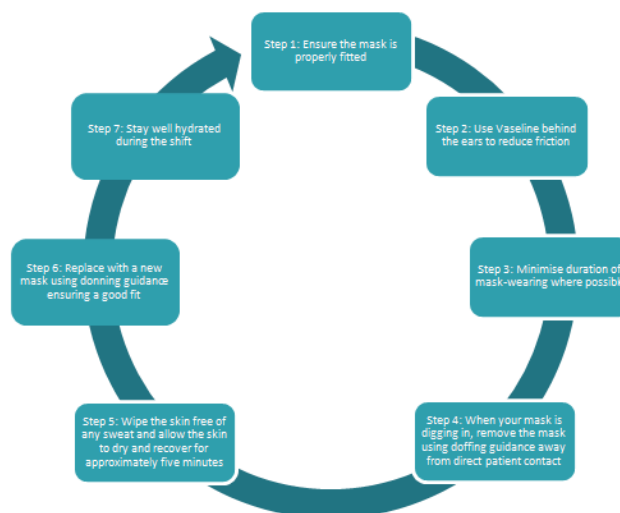 Step 1: Ensure the mask is
properly fitted
Step 2: Use Vaseline behind
the ears to reduce friction
Step 3: Minimise duration of
mask-wearing where possibl
Step 4: When your mask is
digging in, remove the mask
using doffing guidance away
from direct patient contact
Step 5: Wipe the skin free of
any sweat and allow the skin
to dry and recover for
approximately five minutes
Step 6: Replace with a new
mask using donning guidance
ensuring a good fit
Step 7: Stay well hydrated
during the shift